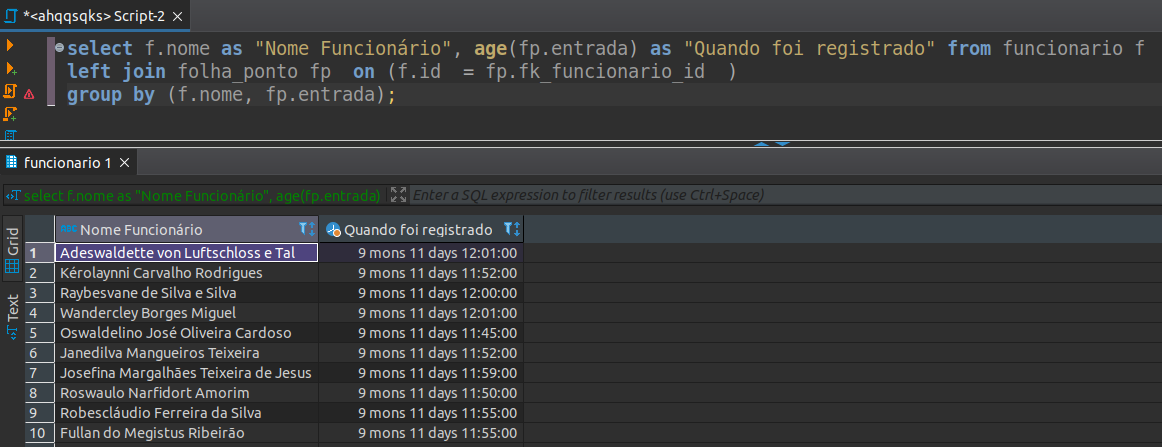 *<ahqqsqks> Script-2
select f.nome as "Nome Funcionário", age(fp.entrada) as "Quando foi registrado" from funcionario f
left join folha_ponto fp on (f.id = fp.fk_funcionario_id )
group by (f.nome, fp.entrada);
funcionario 1
select f.nome as "Nome Funcionário", age(fp.entrada)
Enter a SQL expression to filter results (use Ctrl+Space)
Grid
Text
ABC Nome Funcionário Quando foi registrado
1 Adeswaldette von Luftschloss e Tal 9 mons 11 days 12:01:00
2 Kérolaynni Carvalho Rodrigues 9 mons 11 days 11:52:00
3 Raybesvane de Silva e Silva 9 mons 11 days 12:00:00
4 Wandercley Borges Miguel 9 mons 11 days 12:01:00
5 Oswaldelino José Oliveira Cardoso 9 mons 11 days 11:45:00
6 Janedilva Mangueiros Teixeira 9 mons 11 days 11:52:00
7 Josefina Margalhães Teixeira de Jesus 9 mons 11 days 11:59:00
8 Roswaulo Narfidort Amorim 9 mons 11 days 11:50:00
9 Robescláudio Ferreira da Silva 9 mons 11 days 11:55:00
10 Fullan do Megistus Ribeirão 9 mons 11 days 11:55:00